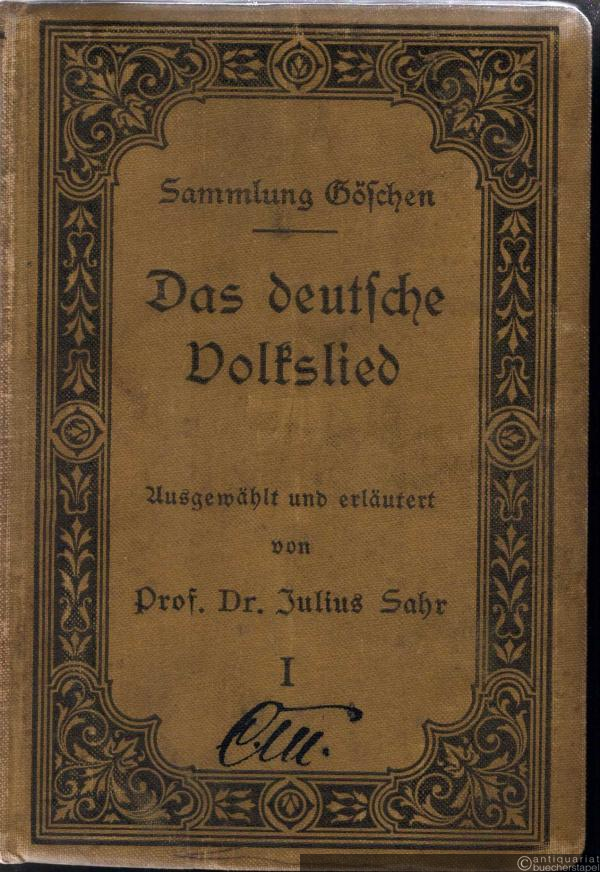 Sammlung Göschen
Das deutsche
Volkslied
Ausgewählt und erläutert
von
Prof. Dr. Julius Sahr
I
©antiquariat
buecherstapel